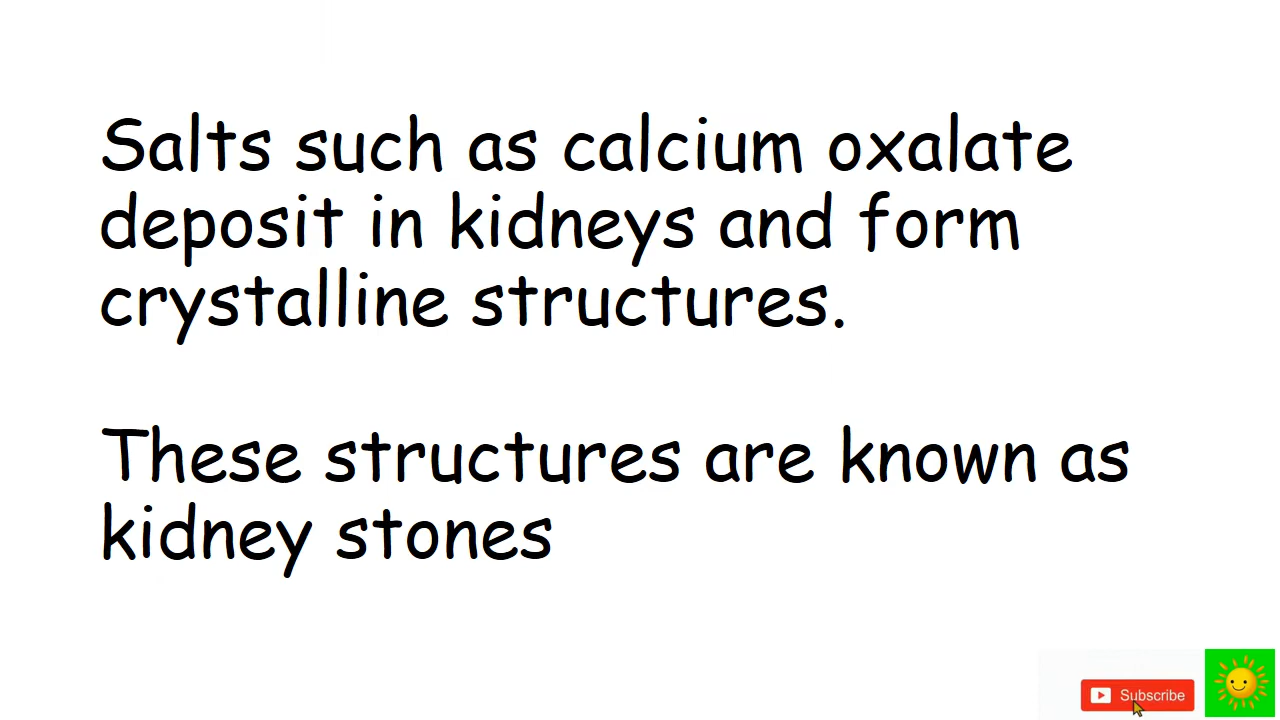 Salts such as calcium oxalate
deposit in kidneys and form
crystalline structures.
These structures are known as
kidney stones
Subscribe